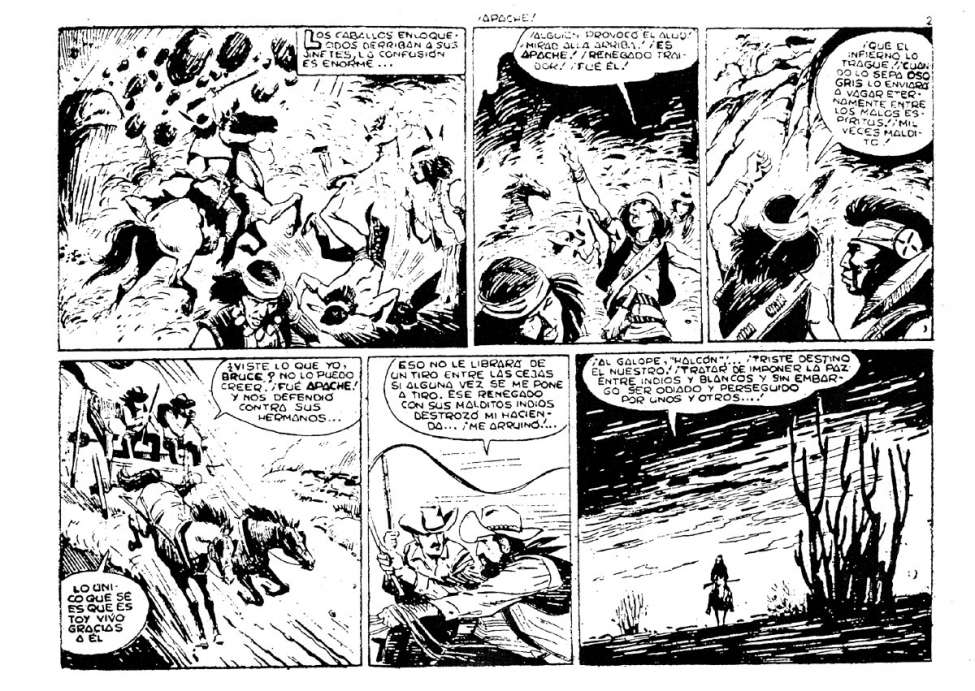 ¡APACHE!
2
LOS CABALLOS ENLOQUE-
CIDOS DERRIBAN A SUS
JINETES, LA CONFUSIÓN
ES ENORME...
¡ALGUIEN PROVOCÓ EL ALUD!
¡MIRAD ALLÁ ARRIBA! ¡ES
APACHE! ¡RENEGADO TRAI-
DOR! ¡FUÉ ÉL!
¡QUE EL
INFIERNO LO
TRAGUE! ¡CUAN-
DO LO SEPA OSO
GRIS LO ENVIARÁ
A VAGAR ETER-
NAMENTE ENTRE
LOS MALOS ES-
PÍRITUS! ¡MIL
VECES MALDI-
TO!
¿VISTE LO QUE YO,
BRUCE, Y NO LO PUEDO
CREER! ¡FUÉ APACHE!
Y NOS DEFENDIÓ
CONTRA SUS
HERMANOS...
LO ÚNI-
CO QUE SÉ
ES QUE ES-
TOY VIVO
GRACIAS
A ÉL
ESO NO LE LIBRARÁ DE
UN TIRO ENTRE LAS CEJAS
SI ALGUNA VEZ SE ME PONE
A TIRO. ESE RENEGADO
CON SUS MALDITOS INDIOS
DESTROZÓ MI HACIEN-
DA... ¡ME ARRUINÓ!...
¡AL GALOPE, "HALCÓN"!... ¡TRISTE DESTINO
EL NUESTRO! ¡TRATAR DE IMPONER LA PAZ
ENTRE INDIOS Y BLANCOS Y SIN EMBAR-
GO SER ODIADO Y PERSEGUIDO
POR UNOS Y OTROS...!